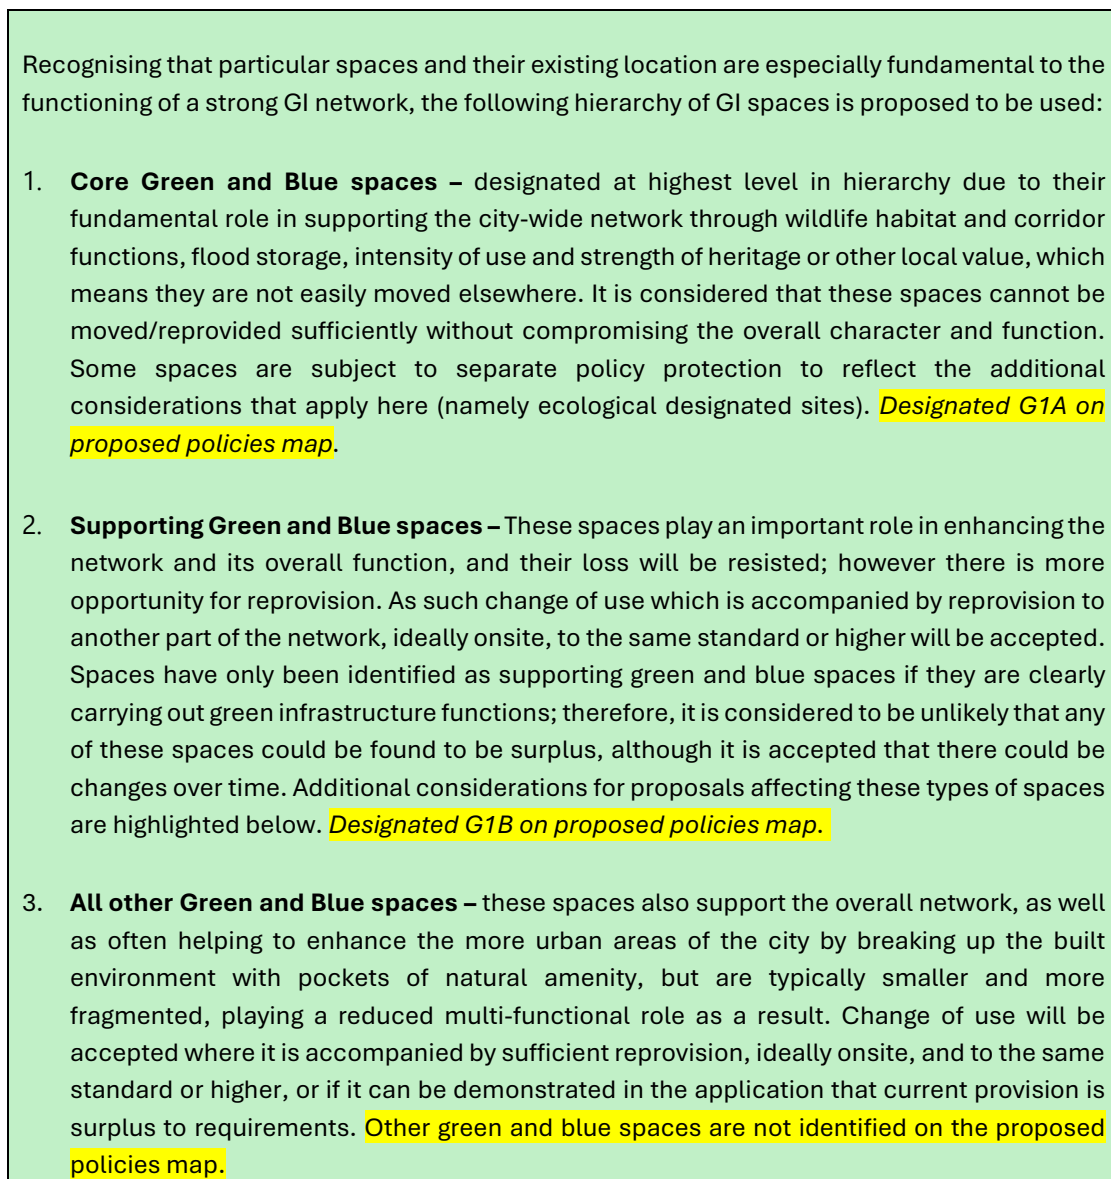 Recognising that particular spaces and their existing location are especially fundamental to the
functioning of a strong GI network, the following hierarchy of GI spaces is proposed to be used:
1. Core Green and Blue spaces – designated at highest level in hierarchy due to their
fundamental role in supporting the city-wide network through wildlife habitat and corridor
functions, flood storage, intensity of use and strength of heritage or other local value, which
means they are not easily moved elsewhere. It is considered that these spaces cannot be
moved/reprovided sufficiently without compromising the overall character and function.
Some spaces are subject to separate policy protection to reflect the additional
considerations that apply here (namely ecological designated sites). Designated G1A on
proposed policies map.
2. Supporting Green and Blue spaces – These spaces play an important role in enhancing the
network and its overall function, and their loss will be resisted; however there is more
opportunity for reprovision. As such change of use which is accompanied by reprovision to
another part of the network, ideally onsite, to the same standard or higher will be accepted.
Spaces have only been identified as supporting green and blue spaces if they are clearly
carrying out green infrastructure functions; therefore, it is considered to be unlikely that any
of these spaces could be found to be surplus, although it is accepted that there could be
changes over time. Additional considerations for proposals affecting these types of spaces
are highlighted below. Designated G1B on proposed policies map.
3. All other Green and Blue spaces – these spaces also support the overall network, as well
as often helping to enhance the more urban areas of the city by breaking up the built
environment with pockets of natural amenity, but are typically smaller and more
fragmented, playing a reduced multi-functional role as a result. Change of use will be
accepted where it is accompanied by sufficient reprovision, ideally onsite, and to the same
standard or higher, or if it can be demonstrated in the application that current provision is
surplus to requirements. Other green and blue spaces are not identified on the proposed
policies map.